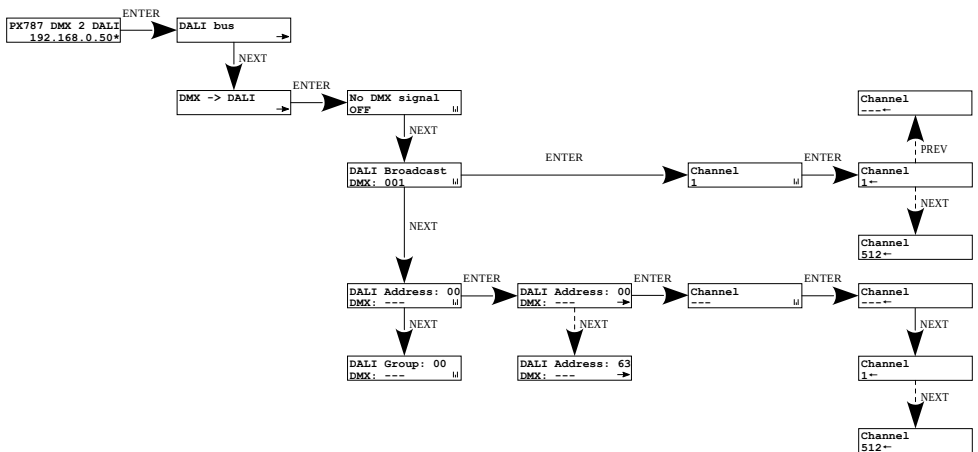 ENTER
PX787 DMX 2 DALI
192.168.0.50*
DALI bus
NEXT
ENTER
DMX -> DALI
No DMX signal
OFF
Channel
---←
NEXT
PREV
ENTER
ENTER
DALI Broadcast
DMX: 001
Channel
1
Channel
1←
NEXT
NEXT
Channel
512←
ENTER
ENTER
ENTER
DALI Address: 00
DMX: ---
DALI Address: 00
DMX: ---
Channel
---
Channel
---←
NEXT
NEXT
NEXT
DALI Group: 00
DMX: ---
DALI Address: 63
DMX: ---
Channel
1←
NEXT
Channel
512←